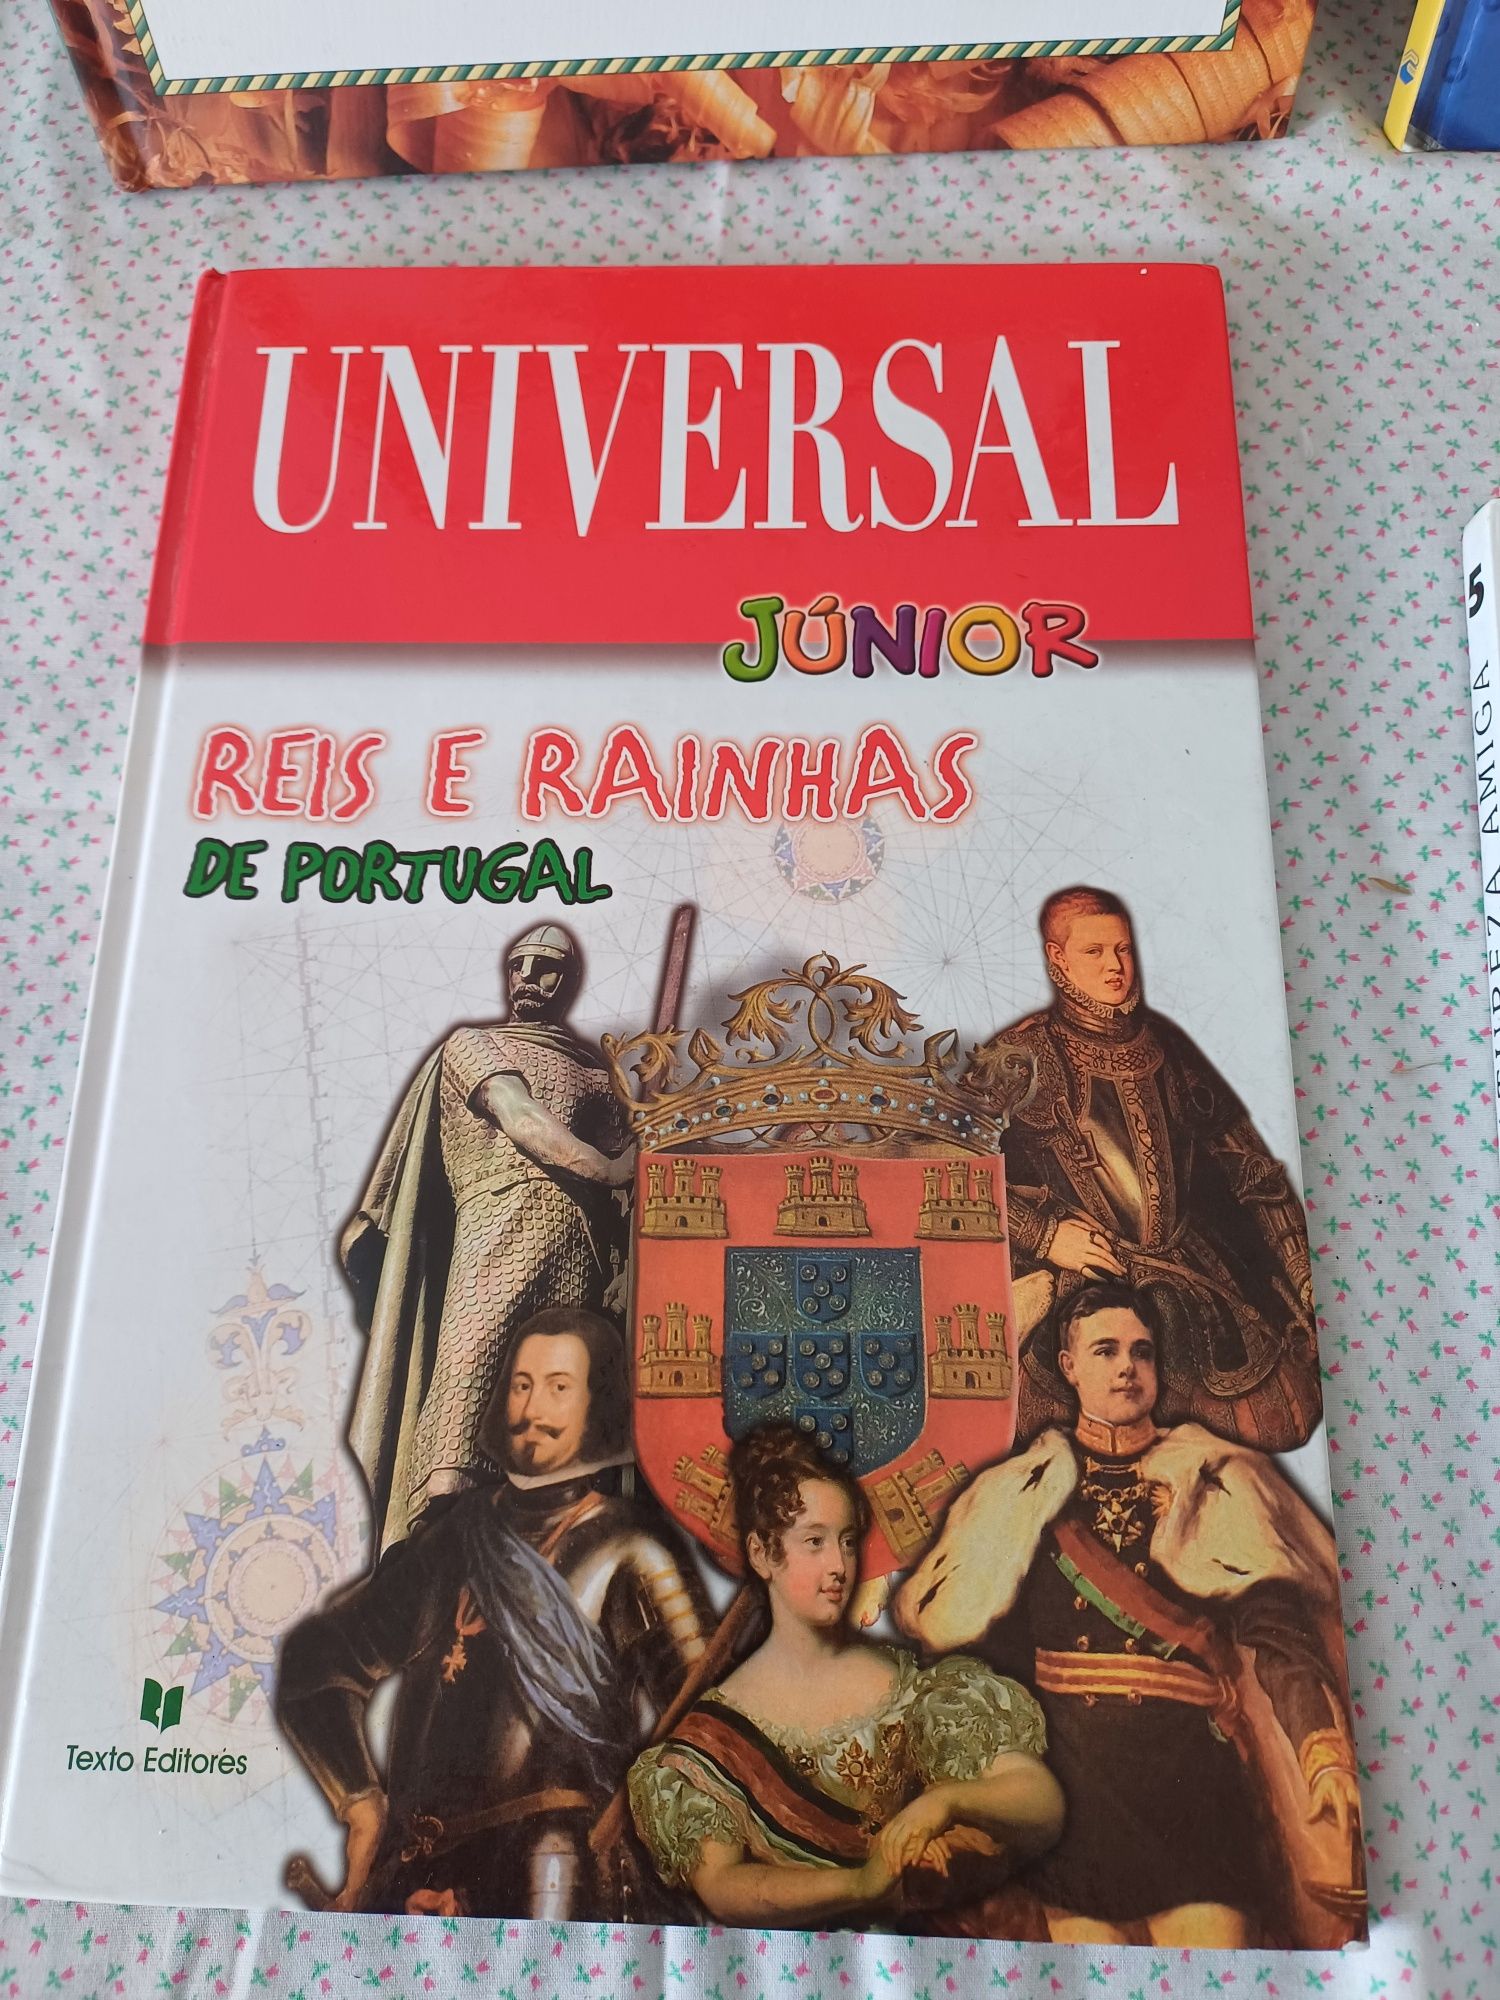 UNIVERSAL
JÚNIOR
REIS E RAINHAS
DE PORTUGAL
Texto Editores
5
A AMIGA